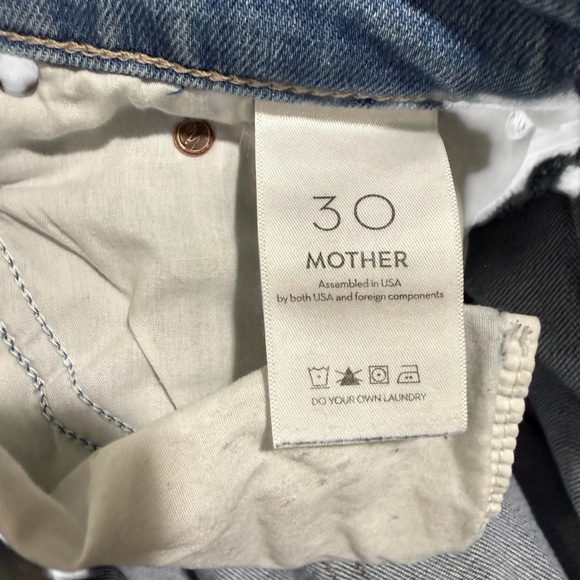 30
MOTHER
Assembled in USA
by both USA and foreign components
DO YOUR OWN LAUNDRY